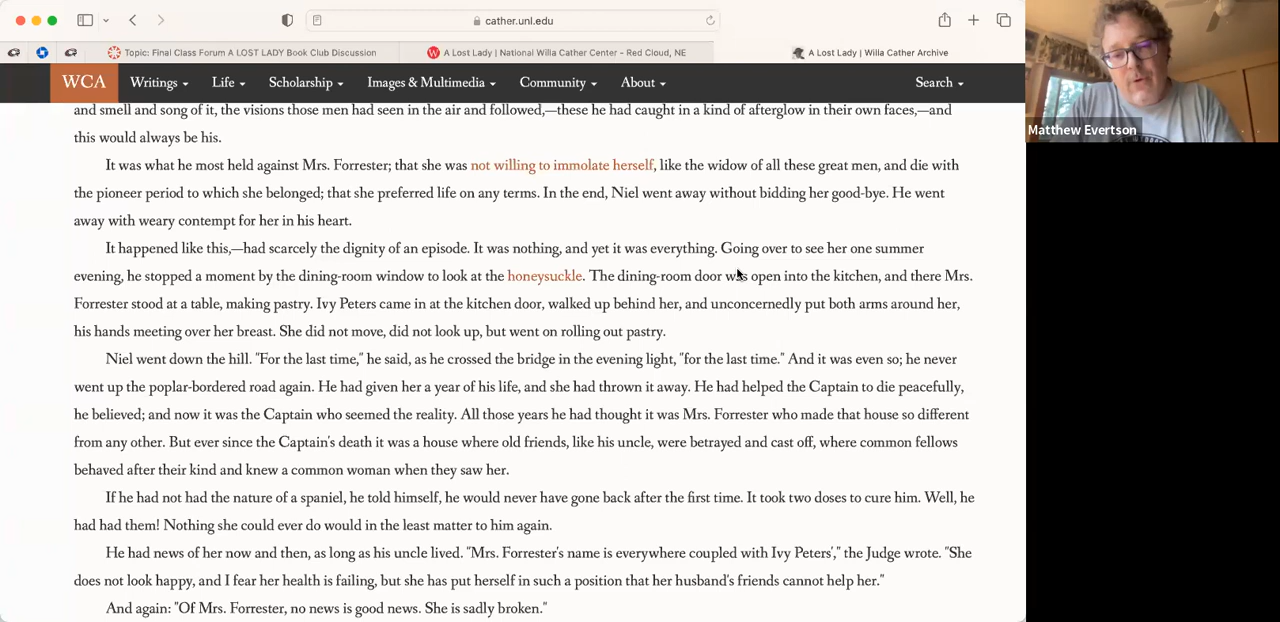 cather.unl.edu
Topic: Final Class Forum A LOST LADY Book Club Discussion
A Lost Lady | National Willa Cather Center - Red Cloud, NE
A Lost Lady | Willa Cather Archive
WCA Writings Life Scholarship Images & Multimedia Community About Search
and smell and song of it, the visions those men had seen in the air and followed,—these he had caught in a kind of afterglow in their own faces,—and
this would always be his.
It was what he most held against Mrs. Forrester; that she was not willing to immolate herself, like the widow of all these great men, and die with
the pioneer period to which she belonged; that she preferred life on any terms. In the end, Niel went away without bidding her good-bye. He went
away with weary contempt for her in his heart.
It happened like this,—had scarcely the dignity of an episode. It was nothing, and yet it was everything. Going over to see her one summer
evening, he stopped a moment by the dining-room window to look at the honeysuckle. The dining-room door was open into the kitchen, and there Mrs.
Forrester stood at a table, making pastry. Ivy Peters came in at the kitchen door, walked up behind her, and unconcernedly put both arms around her,
his hands meeting over her breast. She did not move, did not look up, but went on rolling out pastry.
Niel went down the hill. "For the last time," he said, as he crossed the bridge in the evening light, "for the last time." And it was even so; he never
went up the poplar-bordered road again. He had given her a year of his life, and she had thrown it away. He had helped the Captain to die peacefully,
he believed; and now it was the Captain who seemed the reality. All those years he had thought it was Mrs. Forrester who made that house so different
from any other. But ever since the Captain's death it was a house where old friends, like his uncle, were betrayed and cast off, where common fellows
behaved after their kind and knew a common woman when they saw her.
If he had not had the nature of a spaniel, he told himself, he would never have gone back after the first time. It took two doses to cure him. Well, he
had had them! Nothing she could ever do would in the least matter to him again.
He had news of her now and then, as long as his uncle lived. "Mrs. Forrester's name is everywhere coupled with Ivy Peters'," the Judge wrote. "She
does not look happy, and I fear her health is failing, but she has put herself in such a position that her husband's friends cannot help her."
And again: "Of Mrs. Forrester, no news is good news. She is sadly broken."
Matthew Evertson